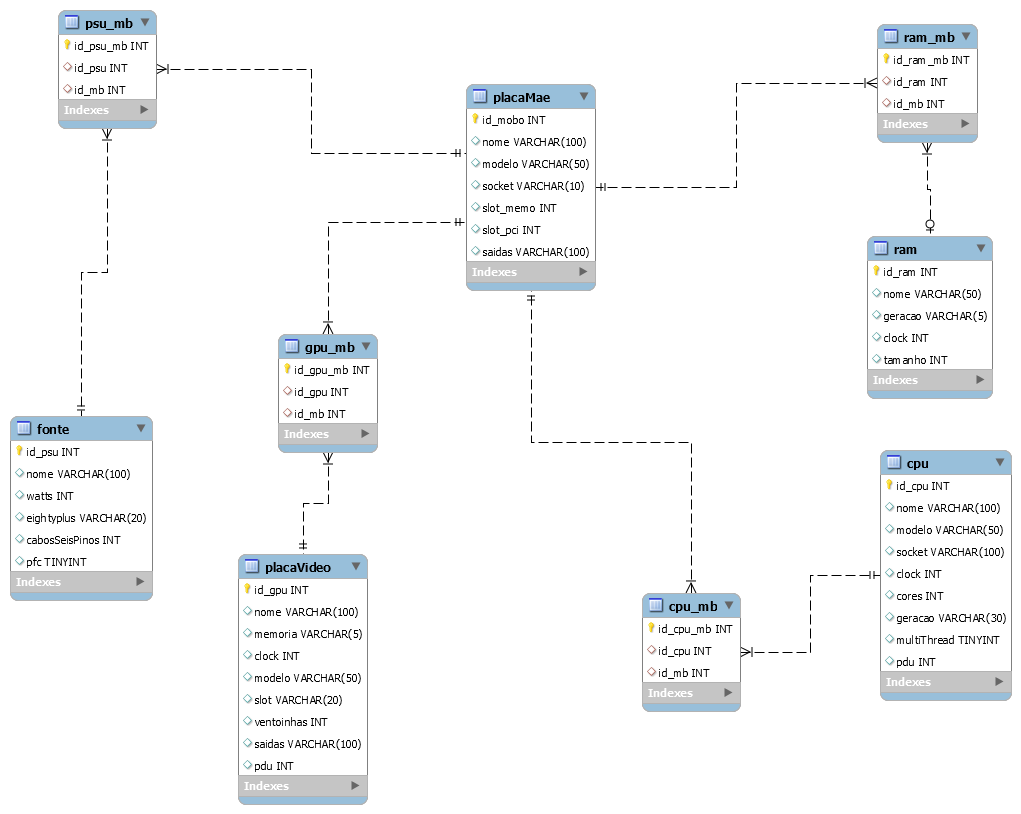 psu_mb
id_psu_mb INT
id_psu INT
id_mb INT
Indexes
placaMae
id_mobo INT
nome VARCHAR(100)
modelo VARCHAR(50)
socket VARCHAR(10)
slot_memo INT
slot_pci INT
saidas VARCHAR(100)
Indexes
ram_mb
id_ram_mb INT
id_ram INT
id_mb INT
Indexes
ram
id_ram INT
nome VARCHAR(50)
geracao VARCHAR(5)
clock INT
tamanho INT
Indexes
gpu_mb
id_gpu_mb INT
id_gpu INT
id_mb INT
Indexes
fonte
id_psu INT
nome VARCHAR(100)
watts INT
eightyplus VARCHAR(20)
cabosSeisPinos INT
pfc TINYINT
Indexes
placaVideo
id_gpu INT
nome VARCHAR(100)
memoria VARCHAR(5)
clock INT
modelo VARCHAR(50)
slot VARCHAR(20)
ventoinhas INT
saidas VARCHAR(100)
pdu INT
Indexes
cpu_mb
id_cpu_mb INT
id_cpu INT
id_mb INT
Indexes
cpu
id_cpu INT
nome VARCHAR(100)
modelo VARCHAR(50)
socket VARCHAR(100)
clock INT
cores INT
geracao VARCHAR(30)
multiThread TINYINT
pdu INT
Indexes